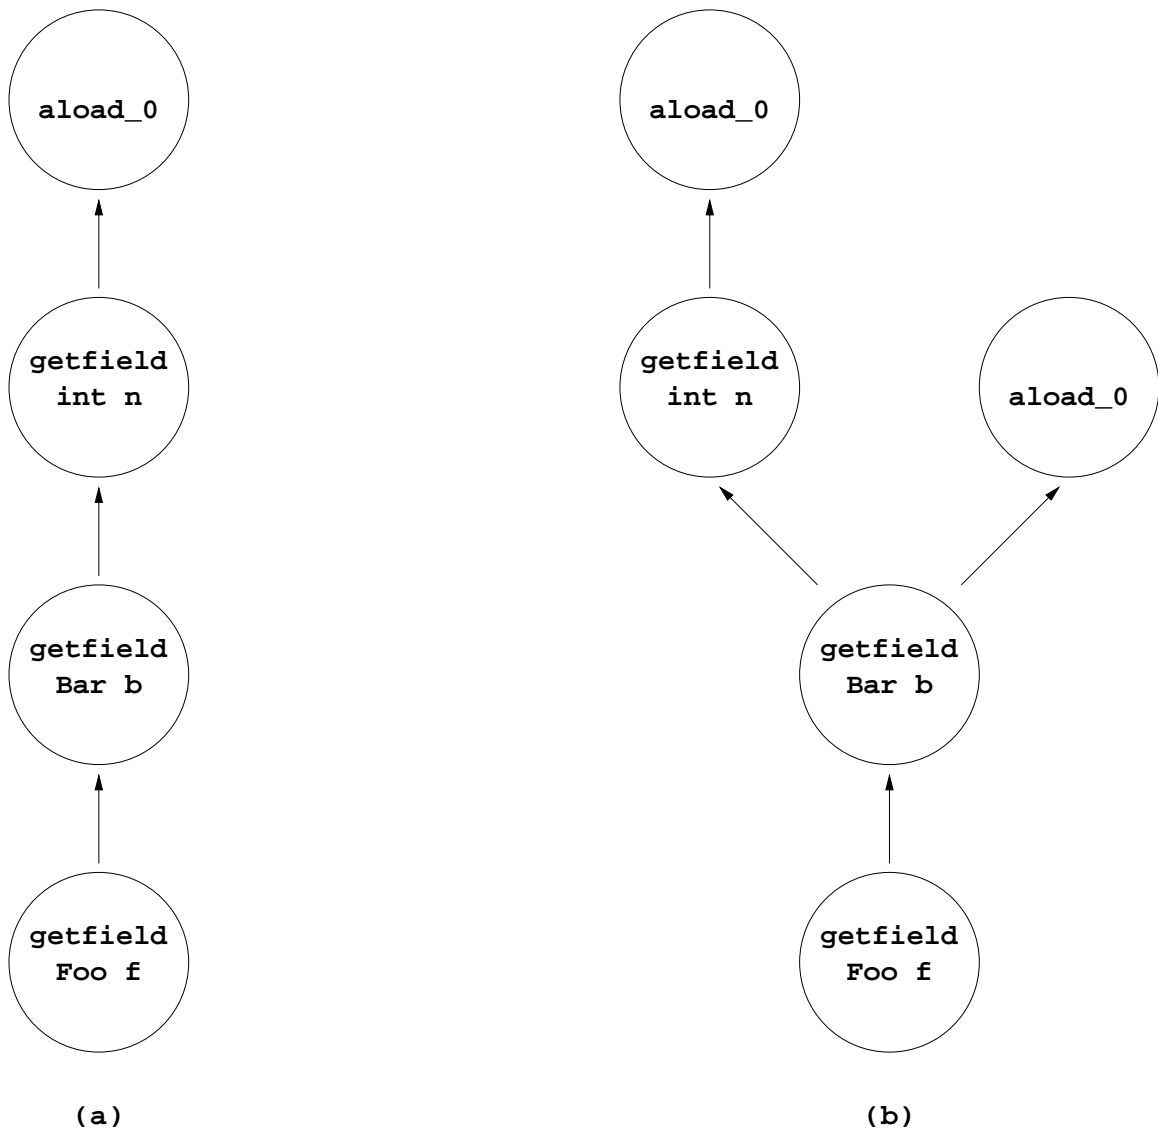 aload_0
getfield
int n
getfield
Bar b
getfield
Foo f
(a)
aload_0
getfield
int n
aload_0
getfield
Bar b
getfield
Foo f
(b)